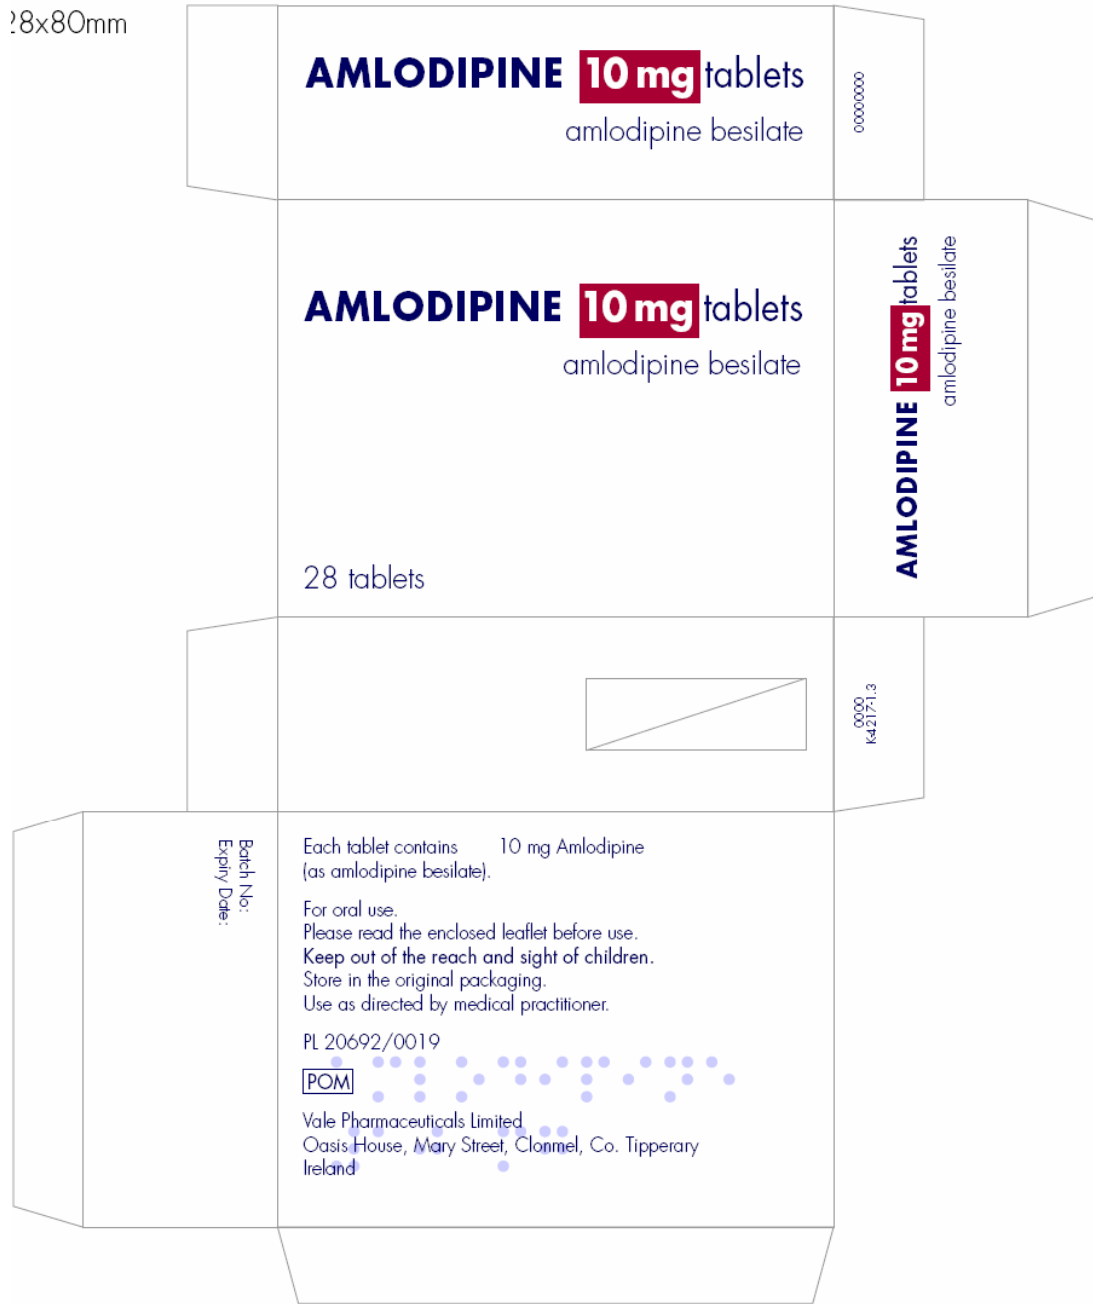 28x80mm
AMLODIPINE 10 mg tablets
amlodipine besilate
00000000
AMLODIPINE 10 mg tablets
amlodipine besilate
28 tablets
AMLODIPINE 10 mg tablets
amlodipine besilate
0000
K4217-1.3
Batch No:
Expiry Date:
Each tablet contains 10 mg Amlodipine
(as amlodipine besilate).
For oral use.
Please read the enclosed leaflet before use.
Keep out of the reach and sight of children.
Store in the original packaging.
Use as directed by medical practitioner.
PL 20692/0019
POM
Vale Pharmaceuticals Limited
Oasis House, Mary Street, Clonmel, Co. Tipperary
Ireland